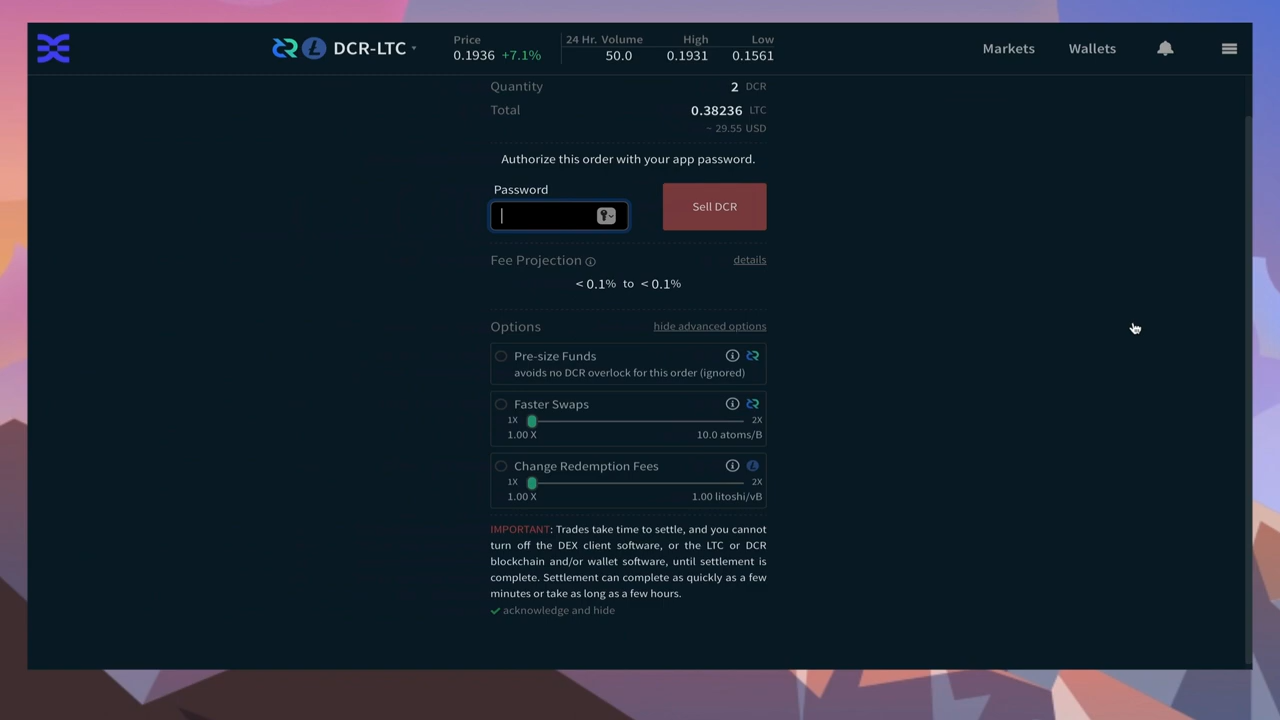 DCR-LTC
Price
0.1936 +7.1%
24 Hr. Volume
50.0
High
0.1931
Low
0.1561
Markets
Wallets
Quantity
2 DCR
Total
0.38236 LTC
~ 29.55 USD
Authorize this order with your app password.
Password
Sell DCR
Fee Projection
details
< 0.1% to < 0.1%
Options
hide advanced options
Pre-size Funds
avoids no DCR overlock for this order (ignored)
Faster Swaps
1X
2X
1.00 X
10.0 atoms/B
Change Redemption Fees
1X
2X
1.00 X
1.00 litoshi/vB
IMPORTANT: Trades take time to settle, and you cannot
turn off the DEX client software, or the LTC or DCR
blockchain and/or wallet software, until settlement is
complete. Settlement can complete as quickly as a few
minutes or take as long as a few hours.
acknowledge and hide